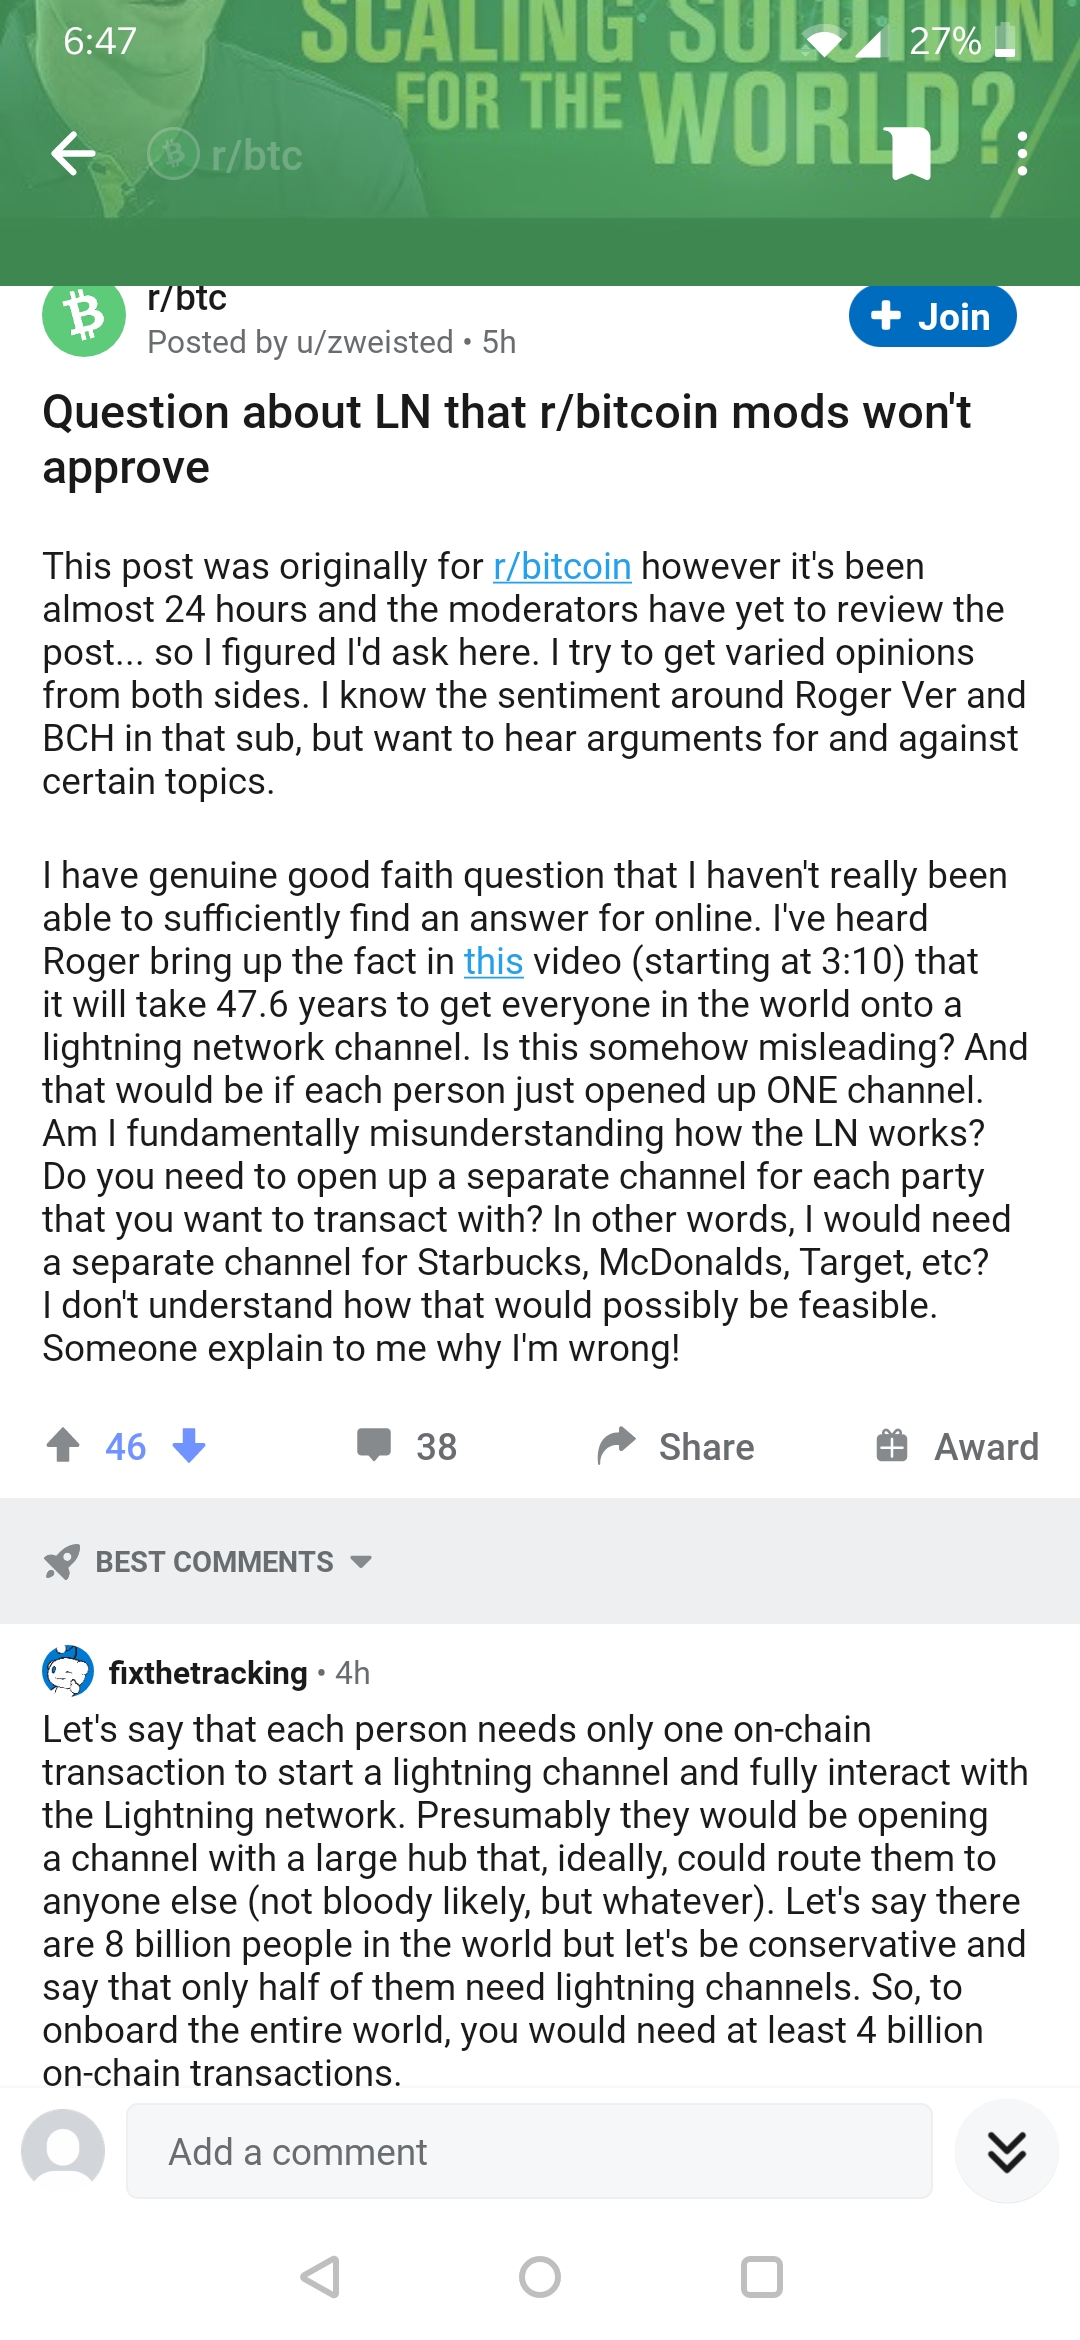 SCALING SOLUTION
6:47
27%
FOR THE WORLD?
r/btc
r/btc
Posted by u/zweisted • 5h
Join
Question about LN that r/bitcoin mods won't
approve
This post was originally for r/bitcoin however it's been
almost 24 hours and the moderators have yet to review the
post... so I figured I'd ask here. I try to get varied opinions
from both sides. I know the sentiment around Roger Ver and
BCH in that sub, but want to hear arguments for and against
certain topics.
I have genuine good faith question that I haven't really been
able to sufficiently find an answer for online. I've heard
Roger bring up the fact in this video (starting at 3:10) that
it will take 47.6 years to get everyone in the world onto a
lightning network channel. Is this somehow misleading? And
that would be if each person just opened up ONE channel.
Am I fundamentally misunderstanding how the LN works?
Do you need to open up a separate channel for each party
that you want to transact with? In other words, I would need
a separate channel for Starbucks, McDonalds, Target, etc?
I don't understand how that would possibly be feasible.
Someone explain to me why I'm wrong!
46
38
Share
Award
BEST COMMENTS
fixthetracking • 4h
Let's say that each person needs only one on-chain
transaction to start a lightning channel and fully interact with
the Lightning network. Presumably they would be opening
a channel with a large hub that, ideally, could route them to
anyone else (not bloody likely, but whatever). Let's say there
are 8 billion people in the world but let's be conservative and
say that only half of them need lightning channels. So, to
onboard the entire world, you would need at least 4 billion
on-chain transactions.
Add a comment